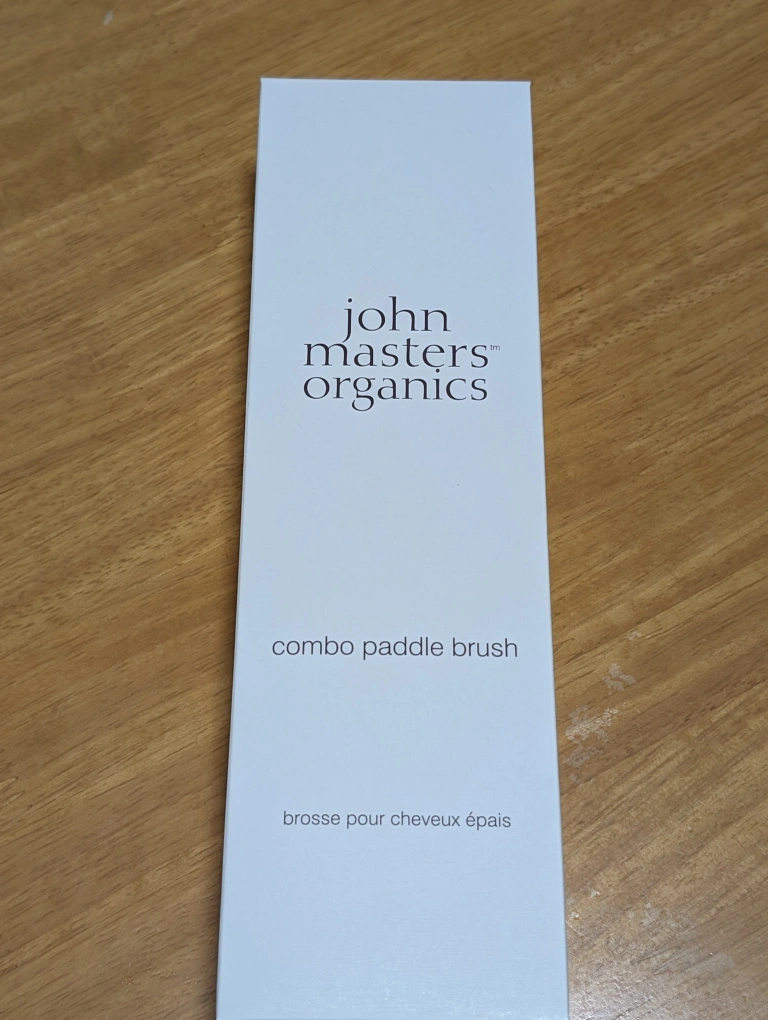 john
masters™
organics
combo paddle brush
brosse pour cheveux épais